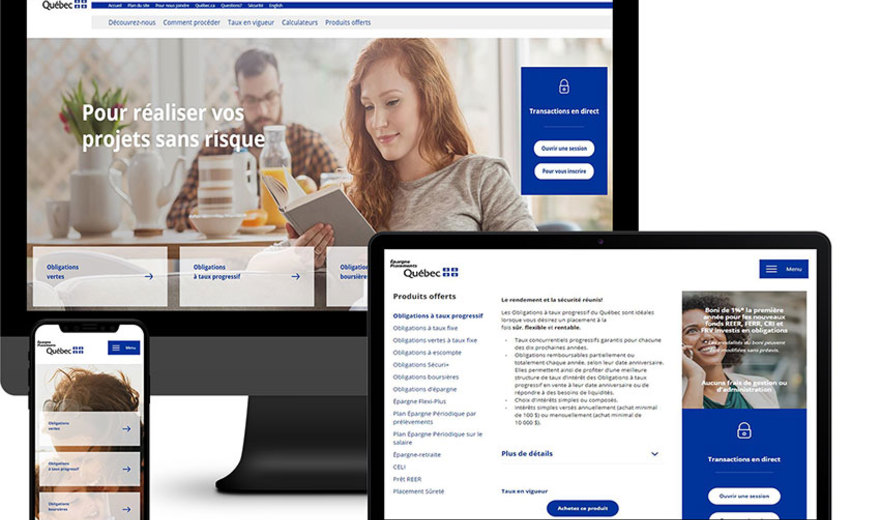 Québec
Accueil Plan du site Pour nous joindre Québec.ca Questions? Sécurité English
Découvrez-nous Comment procéder Taux en vigueur Calculateurs Produits offerts
Pour réaliser vos
projets sans risque
Transactions en direct
Ouvrir une session
Pour vous inscrire
Obligations
vertes
Obligations
à taux progressif
Obligations
boursières
Épargne
Placements
Québec
Menu
Obligations
vertes
Obligations
à taux progressif
Obligations
boursières
Épargne
Placements
Québec
Menu
Produits offerts
Obligations à taux progressif
Obligations à taux fixe
Obligations vertes à taux fixe
Obligations à escompte
Obligations Sécuri+
Obligations boursières
Obligations d'épargne
Épargne Flexi-Plus
Plan Épargne Périodique par
prélèvements
Plan Épargne Périodique sur le
salaire
Épargne-retraite
CÉLI
Prêt REER
Placement Sûreté
Le rendement et la sécurité réunis!
Les Obligations à taux progressif du Québec sont idéales
lorsque vous désirez un placement à la
fois sûr, flexible et rentable.
- Taux concurrentiels progressifs garantis pour chacune
des dix prochaines années.
- Obligations remboursables partiellement ou
totalement chaque année, selon leur date anniversaire.
Elles permettent ainsi de profiter d'une meilleure
structure de taux d'intérêt des Obligations à taux
progressif en vente à leur date anniversaire ou de
répondre à des besoins de liquidités.
- Choix d'intérêts simples ou composés.
- Intérêts simples versés annuellement (achat minimal
de 100 $) ou mensuellement (achat minimal de
10 000 $).
Plus de détails
Taux en vigueur
Achetez ce produit
Boni de 1%* la première
année pour les nouveaux
fonds REER, FERR, CRI et
FRV investis en obligations
* Les modalités du boni peuvent
être modifiées sans préavis.
Aucuns frais de gestion ou
d'administration
Transactions en direct
Ouvrir une session
Pour vous inscrire